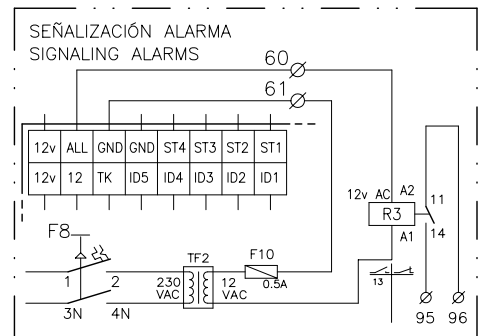 SEÑALIZACIÓN ALARMA
SIGNALING ALARMS
60
61
12v ALL GND GND ST4 ST3 ST2 ST1
12v 12 TK ID5 ID4 ID3 ID2 ID1
12v AC A2
R3
11
14
A1
F8
TF2
F10
1 2
230 VAC
12 VAC
0.5A
13
3N 4N
95 96